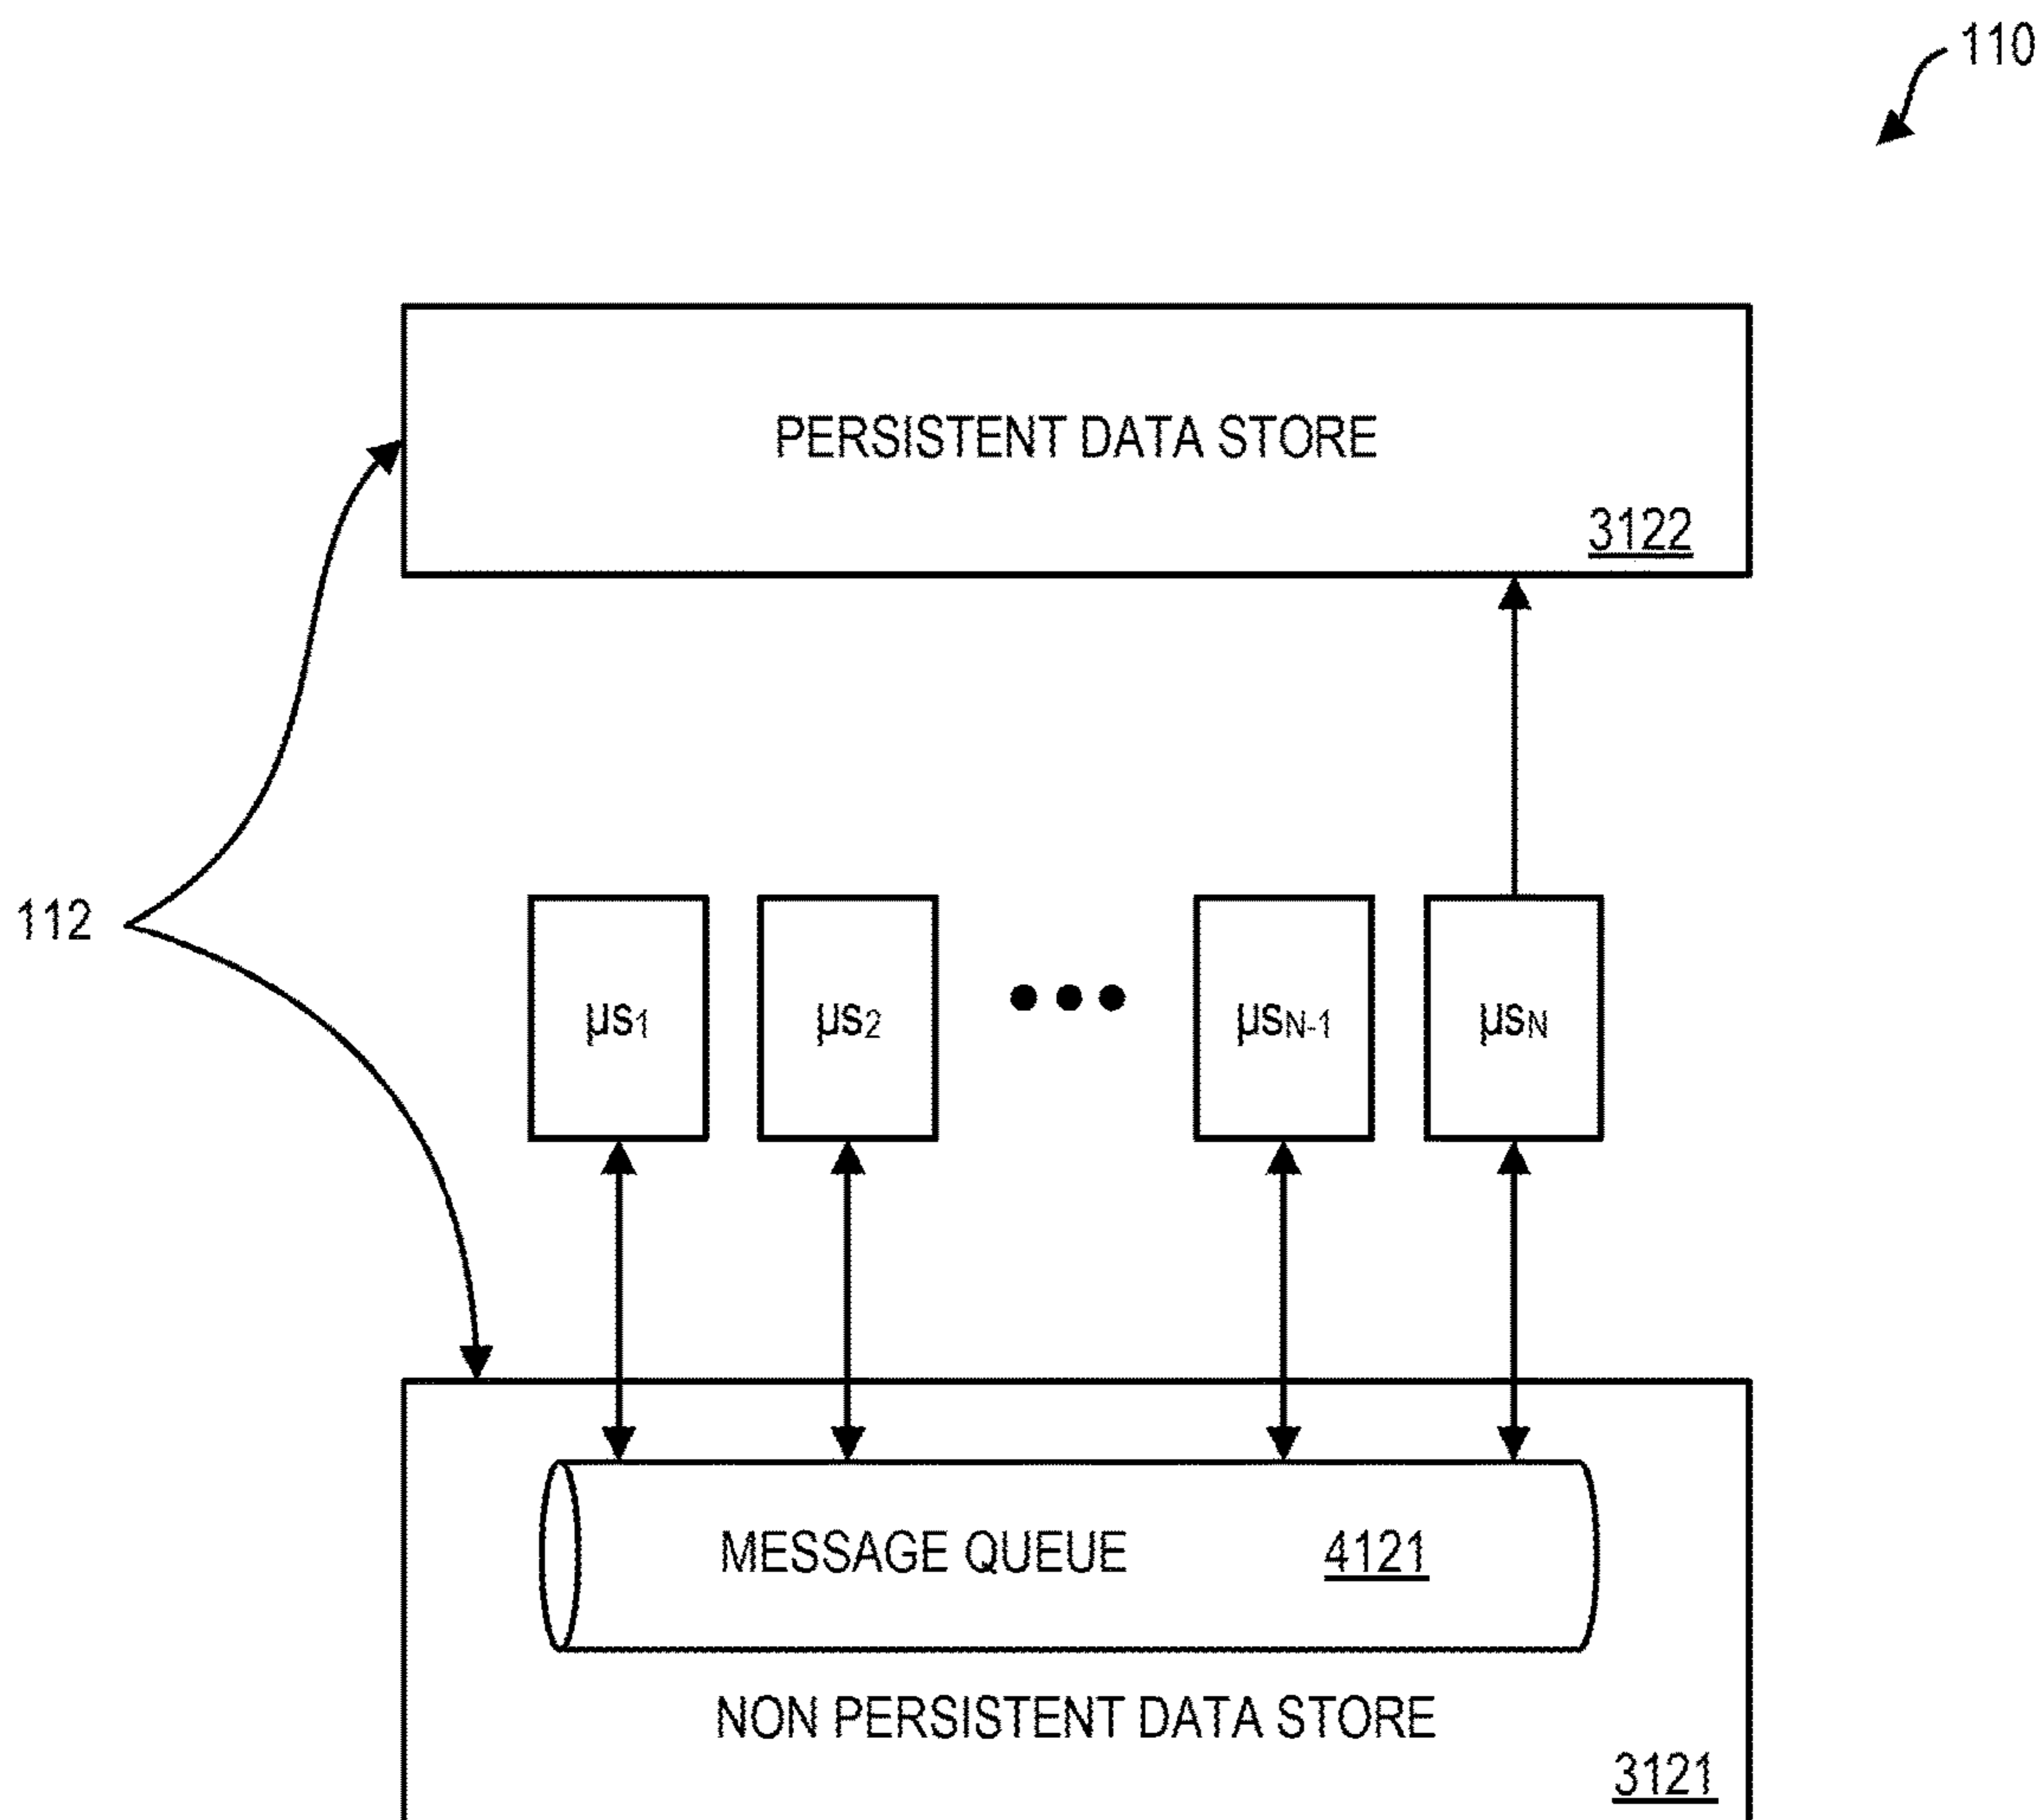 110
PERSISTENT DATA STORE
3122
112
µs₁ µs₂ ••• µsN-1 µsN
MESSAGE QUEUE 4121
NON PERSISTENT DATA STORE
3121